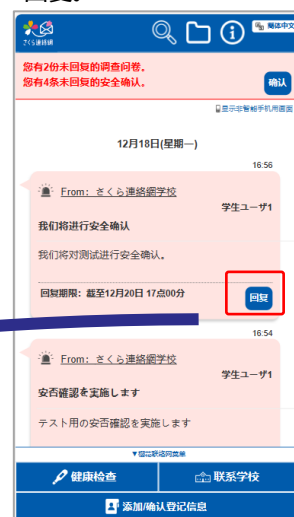 回复。
さくら連絡網
簡体中文
您有2份未回复的调查问卷。
您有4条未回复的安全确认。
确认
显示非智能手机用画面
12月18日(星期一)
16:56
From: さくら連絡網学校
学生ユーザ1
我们将进行安全确认
我们将对测试进行安全确认。
回复期限: 截至12月20日 17点00分
回复
16:54
From: さくら連絡網学校
学生ユーザ1
安否確認を実施します
テスト用の安否確認を実施します
健康检查
联系学校
添加/确认登记信息